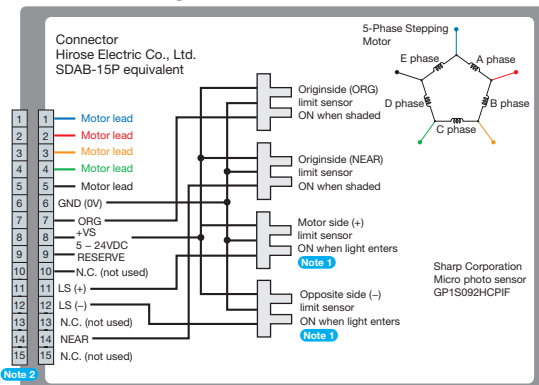 Connector
Hirose Electric Co., Ltd.
SDAB-15P equivalent
5-Phase Stepping
Motor
E phase
A phase
D phase
B phase
C phase
1 1 Motor lead
2 2 Motor lead
3 3 Motor lead
4 4 Motor lead
5 5 Motor lead
6 6 GND (0V)
7 7 ORG
8 8 +VS
5 – 24VDC
9 9 RESERVE
10 10 N.C. (not used)
11 11 LS (+)
12 12 LS (−)
13 13 N.C. (not used)
14 14 NEAR
15 15 N.C. (not used)
Note 2
Originside (ORG)
limit sensor
ON when shaded
Originside (NEAR)
limit sensor
ON when shaded
Motor side (+)
limit sensor
ON when light enters
Note 1
Opposite side (−)
limit sensor
ON when light enters
Note 1
Sharp Corporation
Micro photo sensor
GP1S092HCPIF